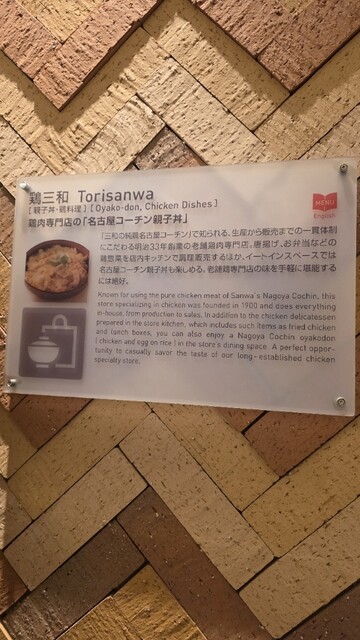 鶏三和 Torisanwa
[親子丼・鶏料理] [Oyako-don, Chicken Dishes]
鶏肉専門店の「名古屋コーチン親子丼」
MENU
English
「三和の純鶏名古屋コーチン」で知られる、生産から販売までの一貫体制
にこだわる明治33年創業の老舗鶏肉専門店。唐揚げ、お弁当などの
鶏惣菜を店内キッチンで調理販売するほか、イートインスペースでは
名古屋コーチン親子丼も楽しめる。老舗鶏専門店の味を手軽に堪能する
には絶好。
Known for using the pure chicken meat of Sanwa's Nagoya Cochin, this
store specializing in chicken was founded in 1900 and does everything
in-house, from production to sales. In addition to the chicken delicatessen
prepared in the store kitchen, which includes such items as fried chicken
and lunch boxes, you can also enjoy a Nagoya Cochin oyakodon
(chicken and egg on rice) in the store's dining space. A perfect oppor-
tunity to casually savor the taste of our long-established chicken
specialty store.